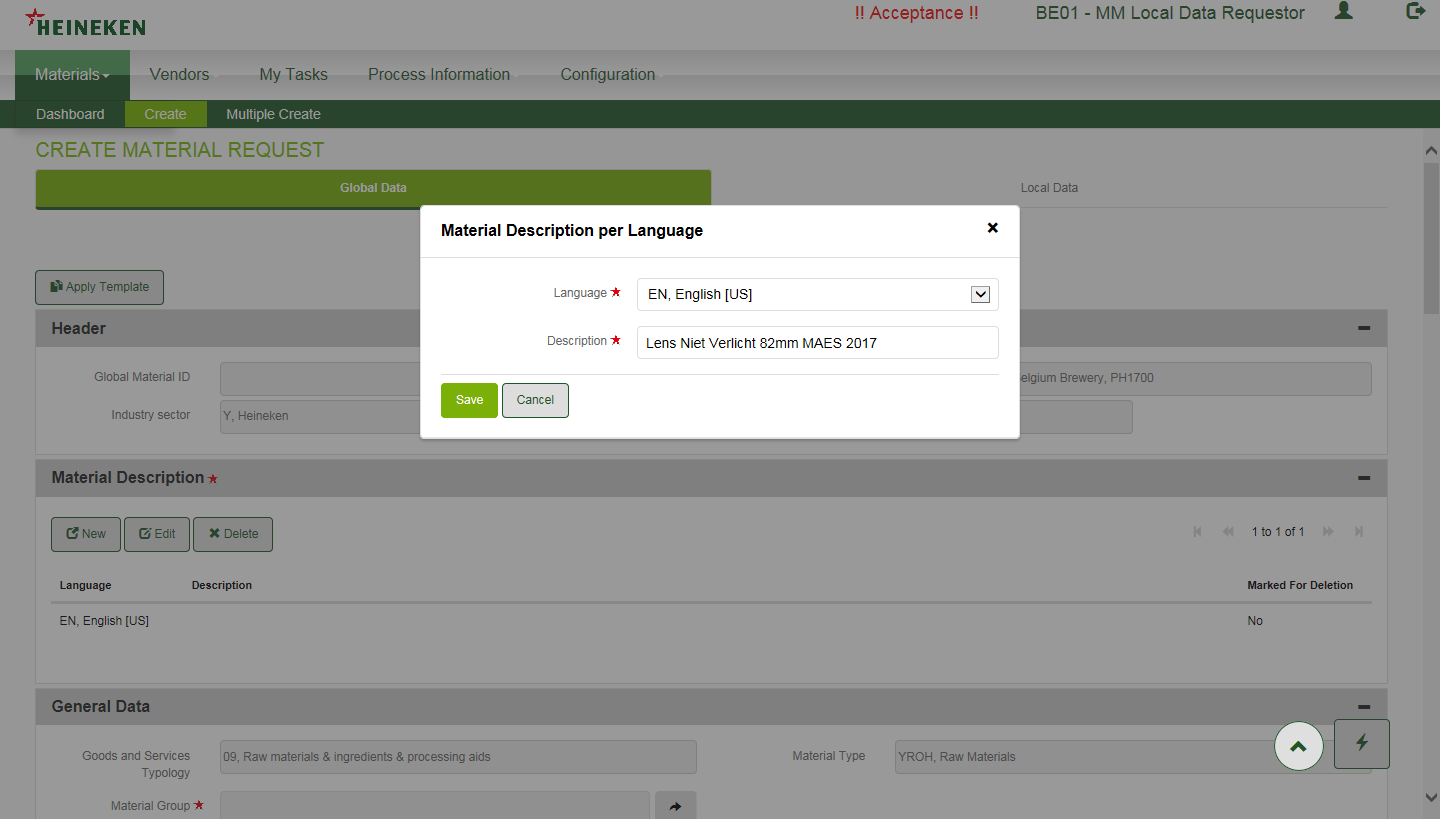 HEINEKEN
!! Acceptance !!
BE01 - MM Local Data Requestor
Materials
Vendors
My Tasks
Process Information
Configuration
Dashboard
Create
Multiple Create
CREATE MATERIAL REQUEST
Global Data
Local Data
Material Description per Language
Language
EN, English [US]
Description
Lens Niet Verlicht 82mm MAES 2017
Save
Cancel
Apply Template
Header
Global Material ID
elgium Brewery, PH1700
Industry sector
Y, Heineken
Material Description
New
Edit
Delete
1 to 1 of 1
Language
Description
Marked For Deletion
EN, English [US]
No
General Data
Goods and Services
Typology
09, Raw materials & ingredients & processing aids
Material Type
YROH, Raw Materials
Material Group